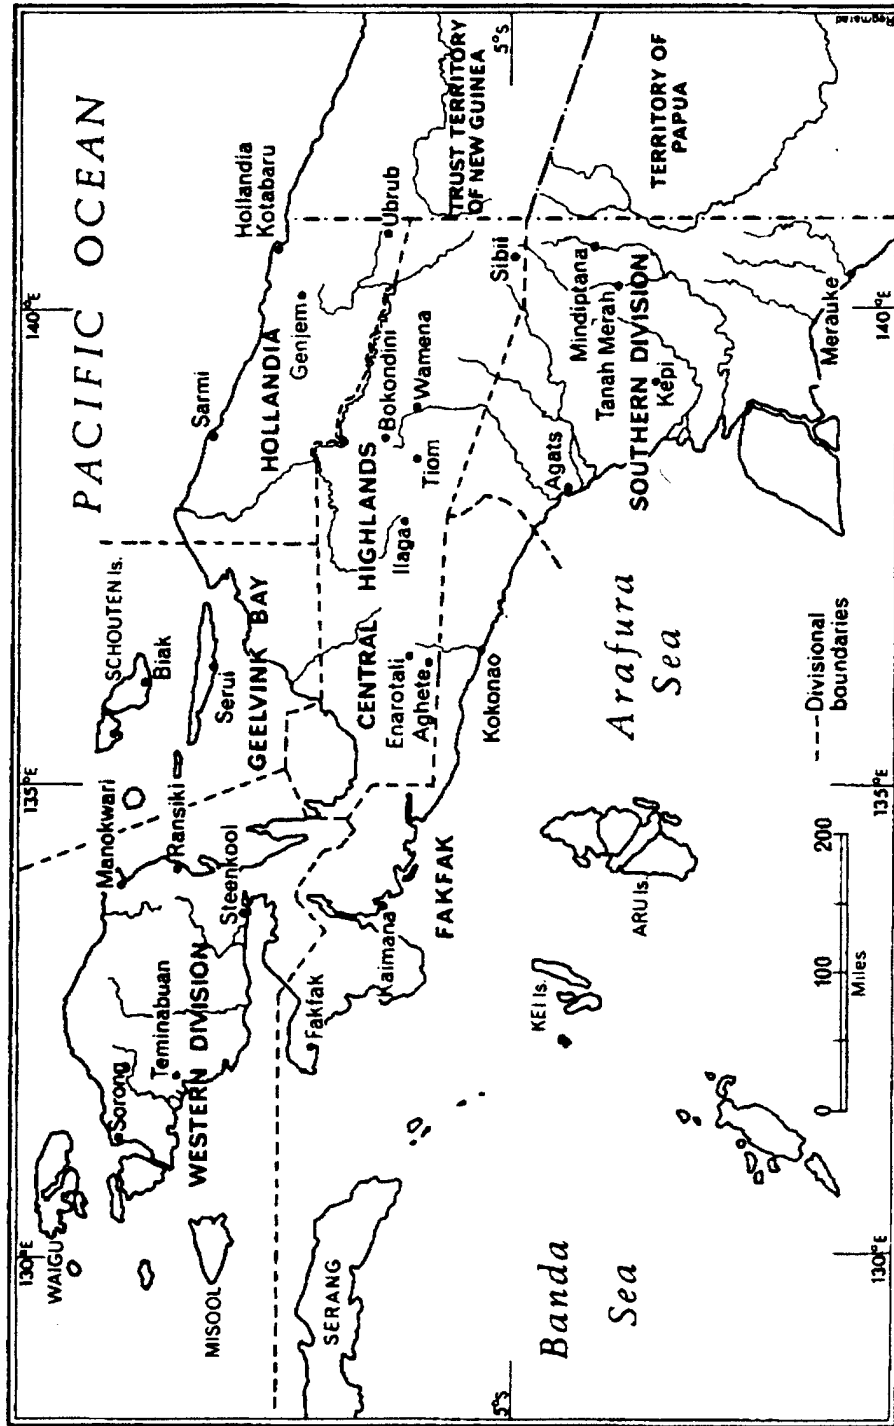 PACIFIC OCEAN
130°E
135°E
140°E
WAIGU
MISOOL
Sorong
Teminabuan
WESTERN DIVISION
Manokwari
Ransiki
Steenkool
SCHOUTEN Is.
Biak
Serui
GEELVINK BAY
Sarmi
HOLLANDIA
Genjem
Hollandia
Kotabaru
Ubrub
TRUST TERRITORY
OF NEW GUINEA
SERANG
Fakfak
Kaimana
FAKFAK
CENTRAL HIGHLANDS
Enarotali
Aghete
Ilaga
Tiom
Bokondini
Wamena
Kokonao
Sibil
5°S
5°S
Agats
Mindiptana
Tanah Merah
SOUTHERN DIVISION
Kepi
Merauke
TERRITORY OF
PAPUA
Banda
Sea
KEI Is.
ARU Is.
Arafura
Sea
0 100 200
Miles
Divisional
boundaries
130°E
135°E
140°E